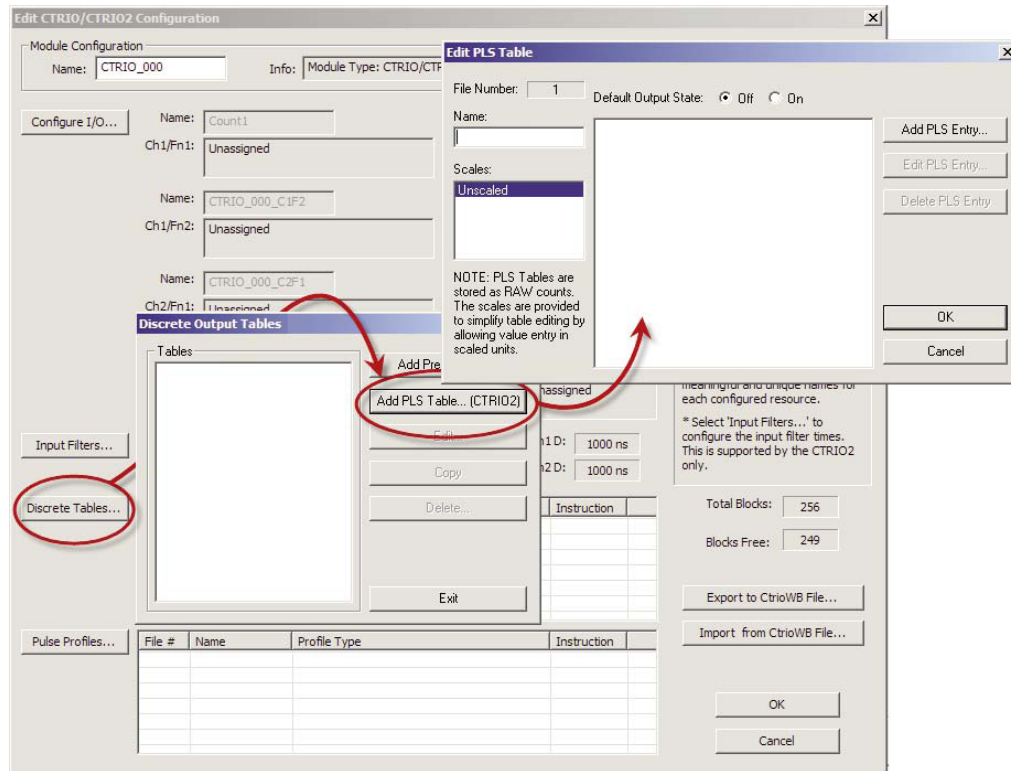 Edit CTRIO/CTRIO2 Configuration
Module Configuration
Name: CTRIO_000
Info: Module Type: CTRIO/CTR
Configure I/O...
Name: Count1
Ch1/Fn1: Unassigned
Name: CTRIO_000_C1F2
Ch1/Fn2: Unassigned
Name: CTRIO_000_C2F1
Ch2/Fn1: Unassigned
Edit PLS Table
File Number: 1
Default Output State: Off On
Name:
Scales:
Unscaled
NOTE: PLS Tables are
stored as RAW counts.
The scales are provided
to simplify table editing by
allowing value entry in
scaled units.
Add PLS Entry...
Edit PLS Entry...
Delete PLS Entry
OK
Cancel
Discrete Output Tables
Tables
Add Pre
Add PLS Table... (CTRIO2)
Edit...
Copy
Delete...
Exit
nassigned
1 D: 1000 ns
2 D: 1000 ns
meaningful and unique names for
each configured resource.
* Select 'Input Filters...' to
configure the input filter times.
This is supported by the CTRIO2
only.
Input Filters...
Discrete Tables...
Instruction
Total Blocks: 256
Blocks Free: 249
Export to CtrioWB File...
Import from CtrioWB File...
Pulse Profiles...
File # Name Profile Type Instruction
OK
Cancel